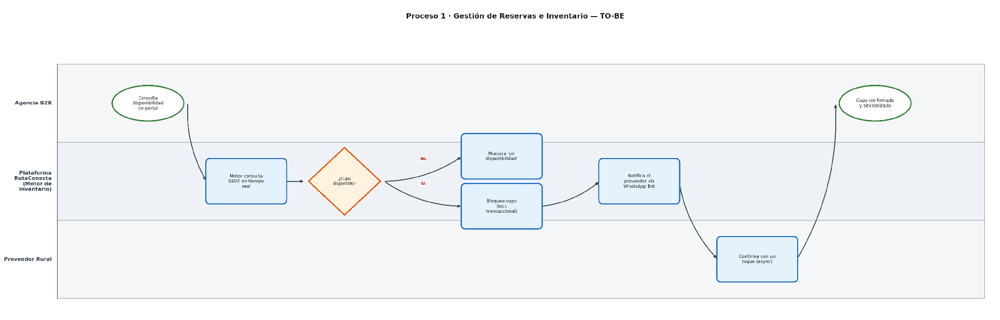 Proceso 1 · Gestión de Reservas e Inventario — TO-BE
Agencia B2B
Consulta
disponibilidad
en portal
Cupo confirmado
y sincronizado
Plataforma
RutaConecta
(Motor de
Inventario)
Motor consulta
SSOT en tiempo
real
¿Cupo
disponible?
No
Sí
Muestra 'sin
disponibilidad'
Bloquea cupo
(lock
transaccional)
Notifica al
proveedor vía
WhatsApp Bot
Proveedor Rural
Confirma con un
toque (async)